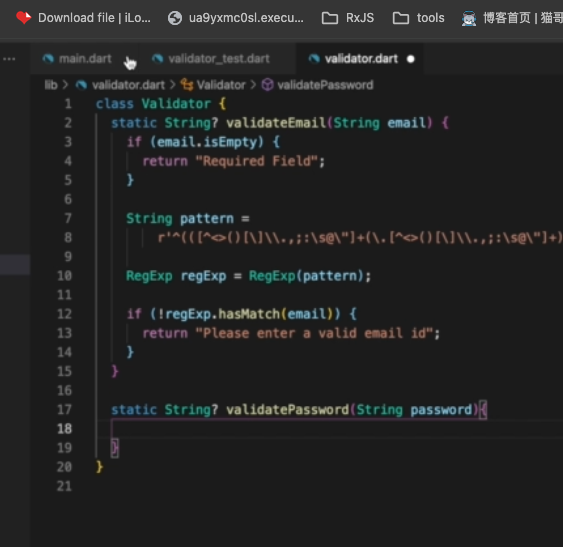 Download file | iLo...
ua9yxmc0sl.execu...
RxJS
tools
博客首页 | 猫哥
main.dart
validator_test.dart
validator.dart
lib > validator.dart > Validator > validatePassword
1 class Validator {
2 static String? validateEmail(String email) {
3 if (email.isEmpty) {
4 return "Required Field";
5 }
6
7 String pattern =
8 r'^(([^<>()[\]\\.,;:\s@\"]+(\.[^<>()[\]\\.,;:\s@\"]+)
9
10 RegExp regExp = RegExp(pattern);
11
12 if (!regExp.hasMatch(email)) {
13 return "Please enter a valid email id";
14 }
15 }
16
17 static String? validatePassword(String password){
18
19 }
20 }
21